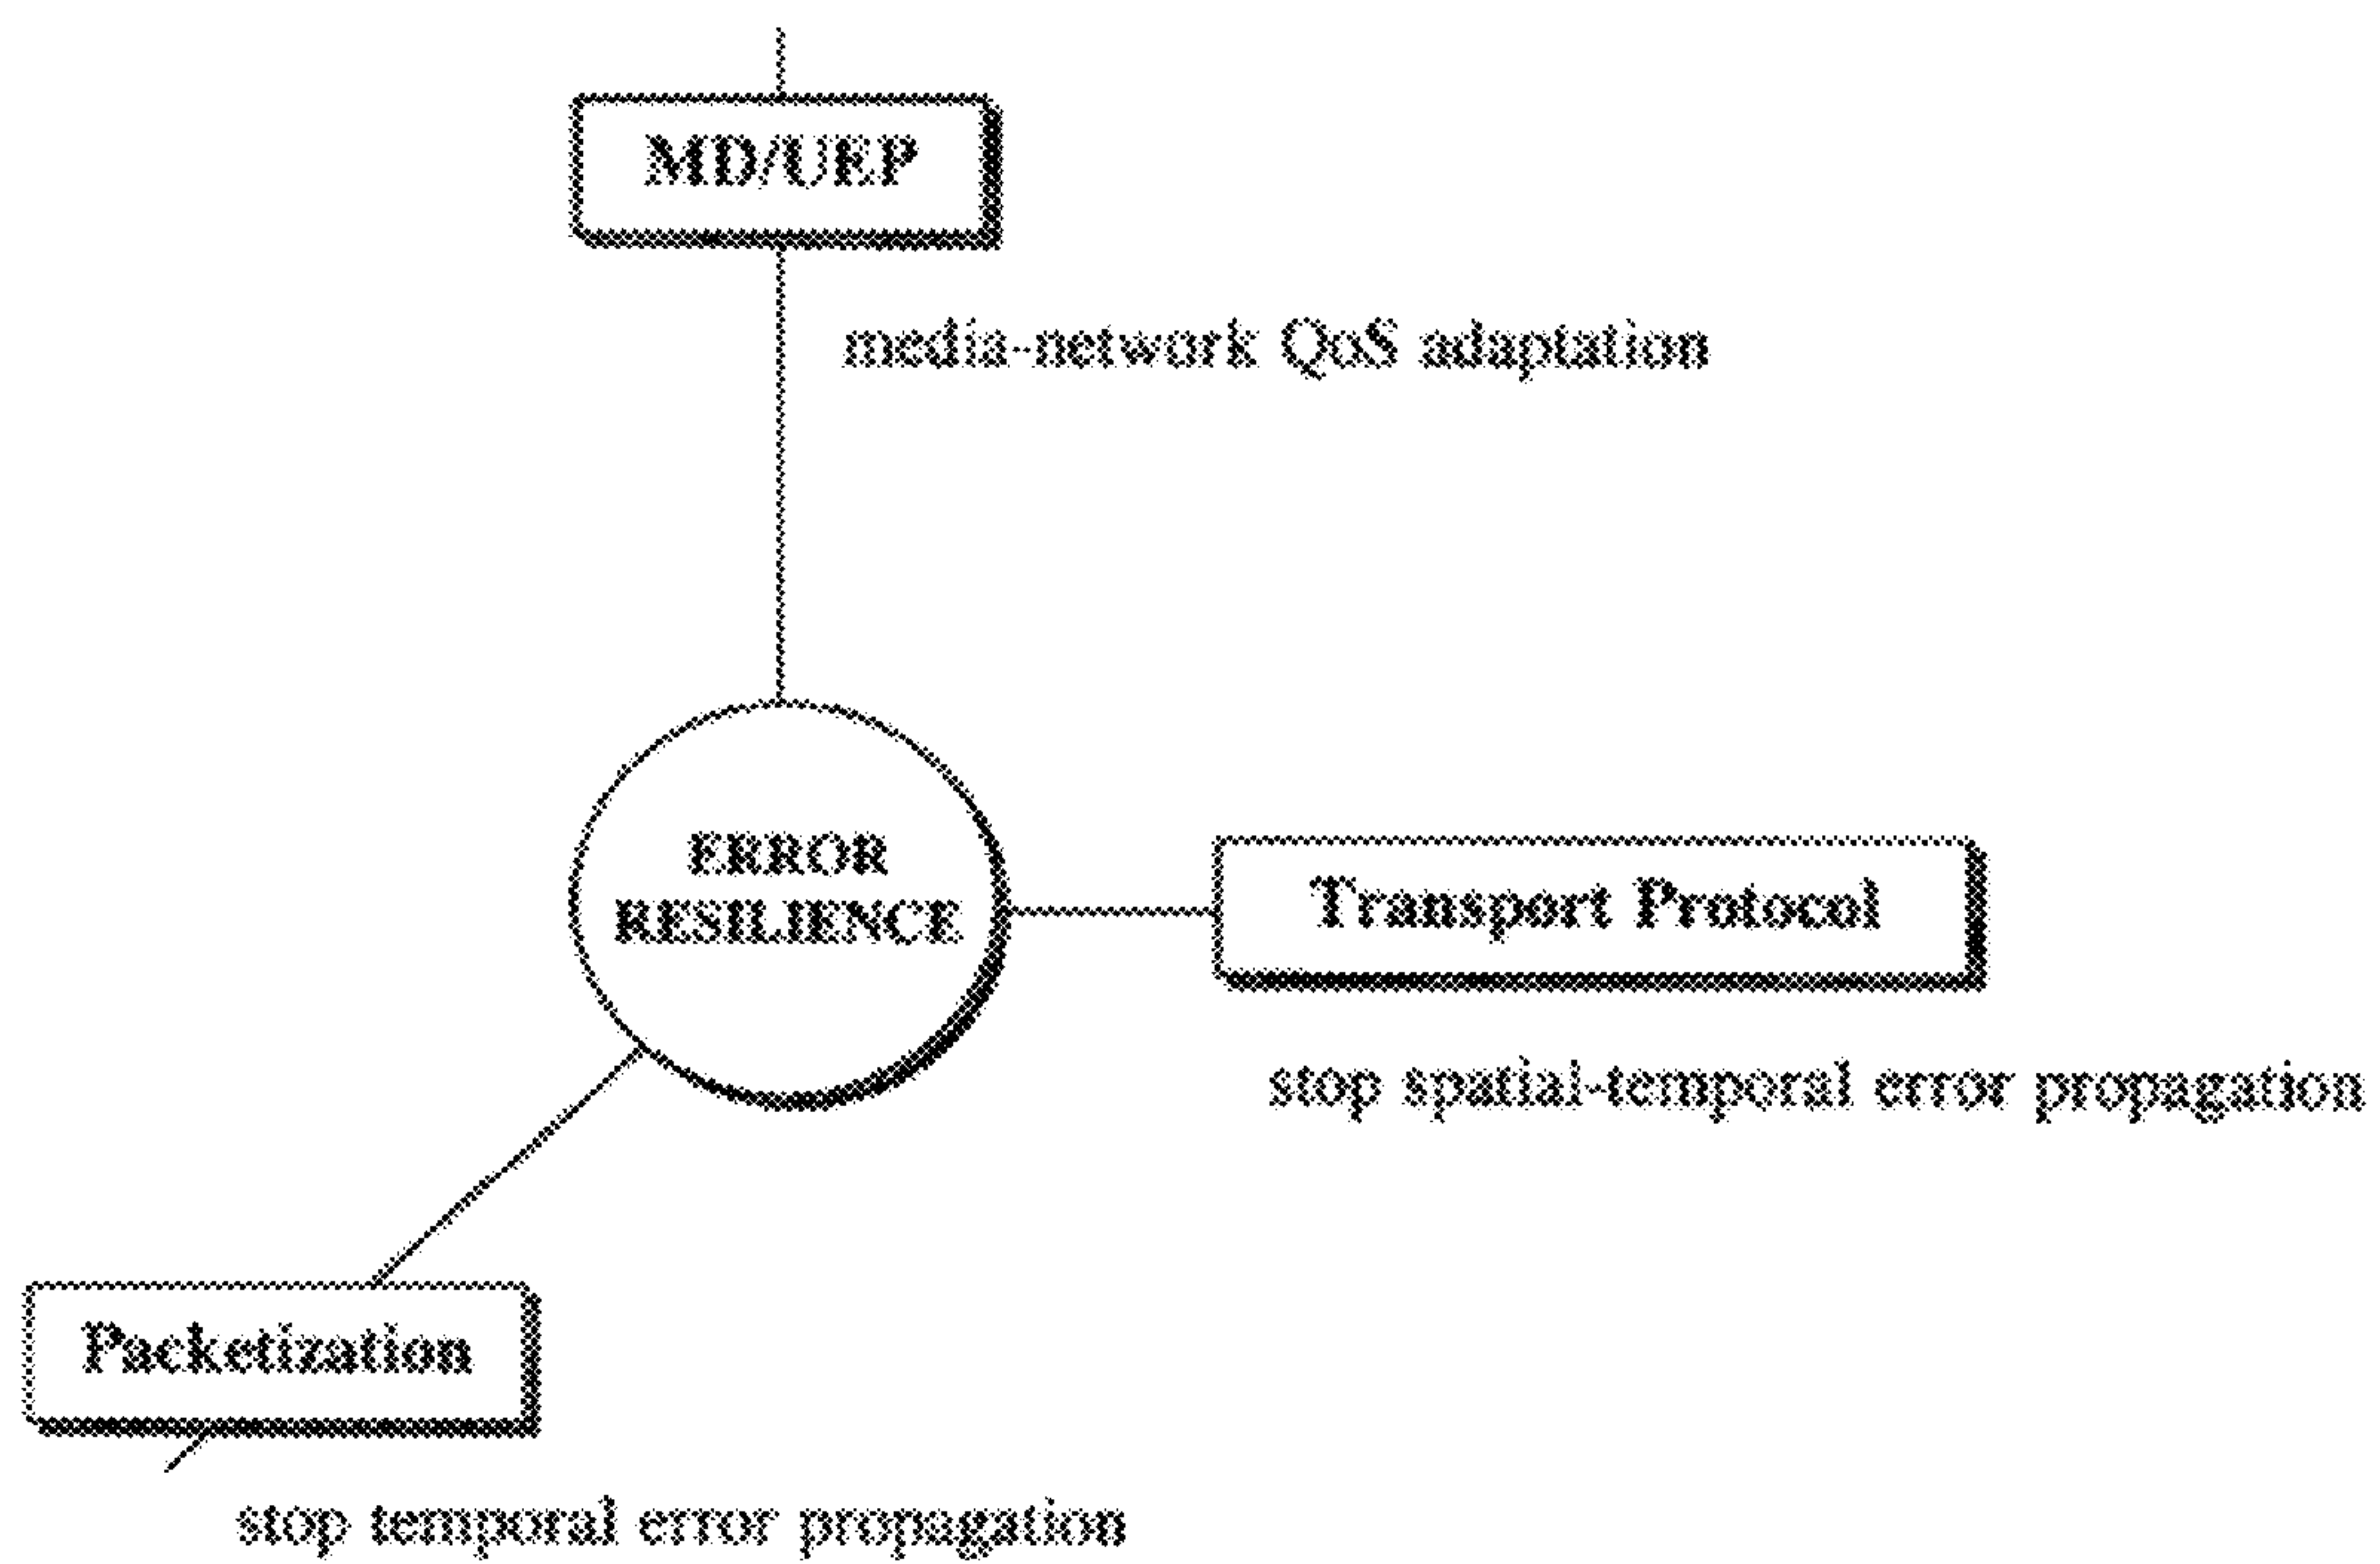 MD/UEP
media-network QoS adaptation
ERROR
RESILIENCE
Transport Protocol
stop spatial-temporal error propagation
Packetization
stop temporal error propagation